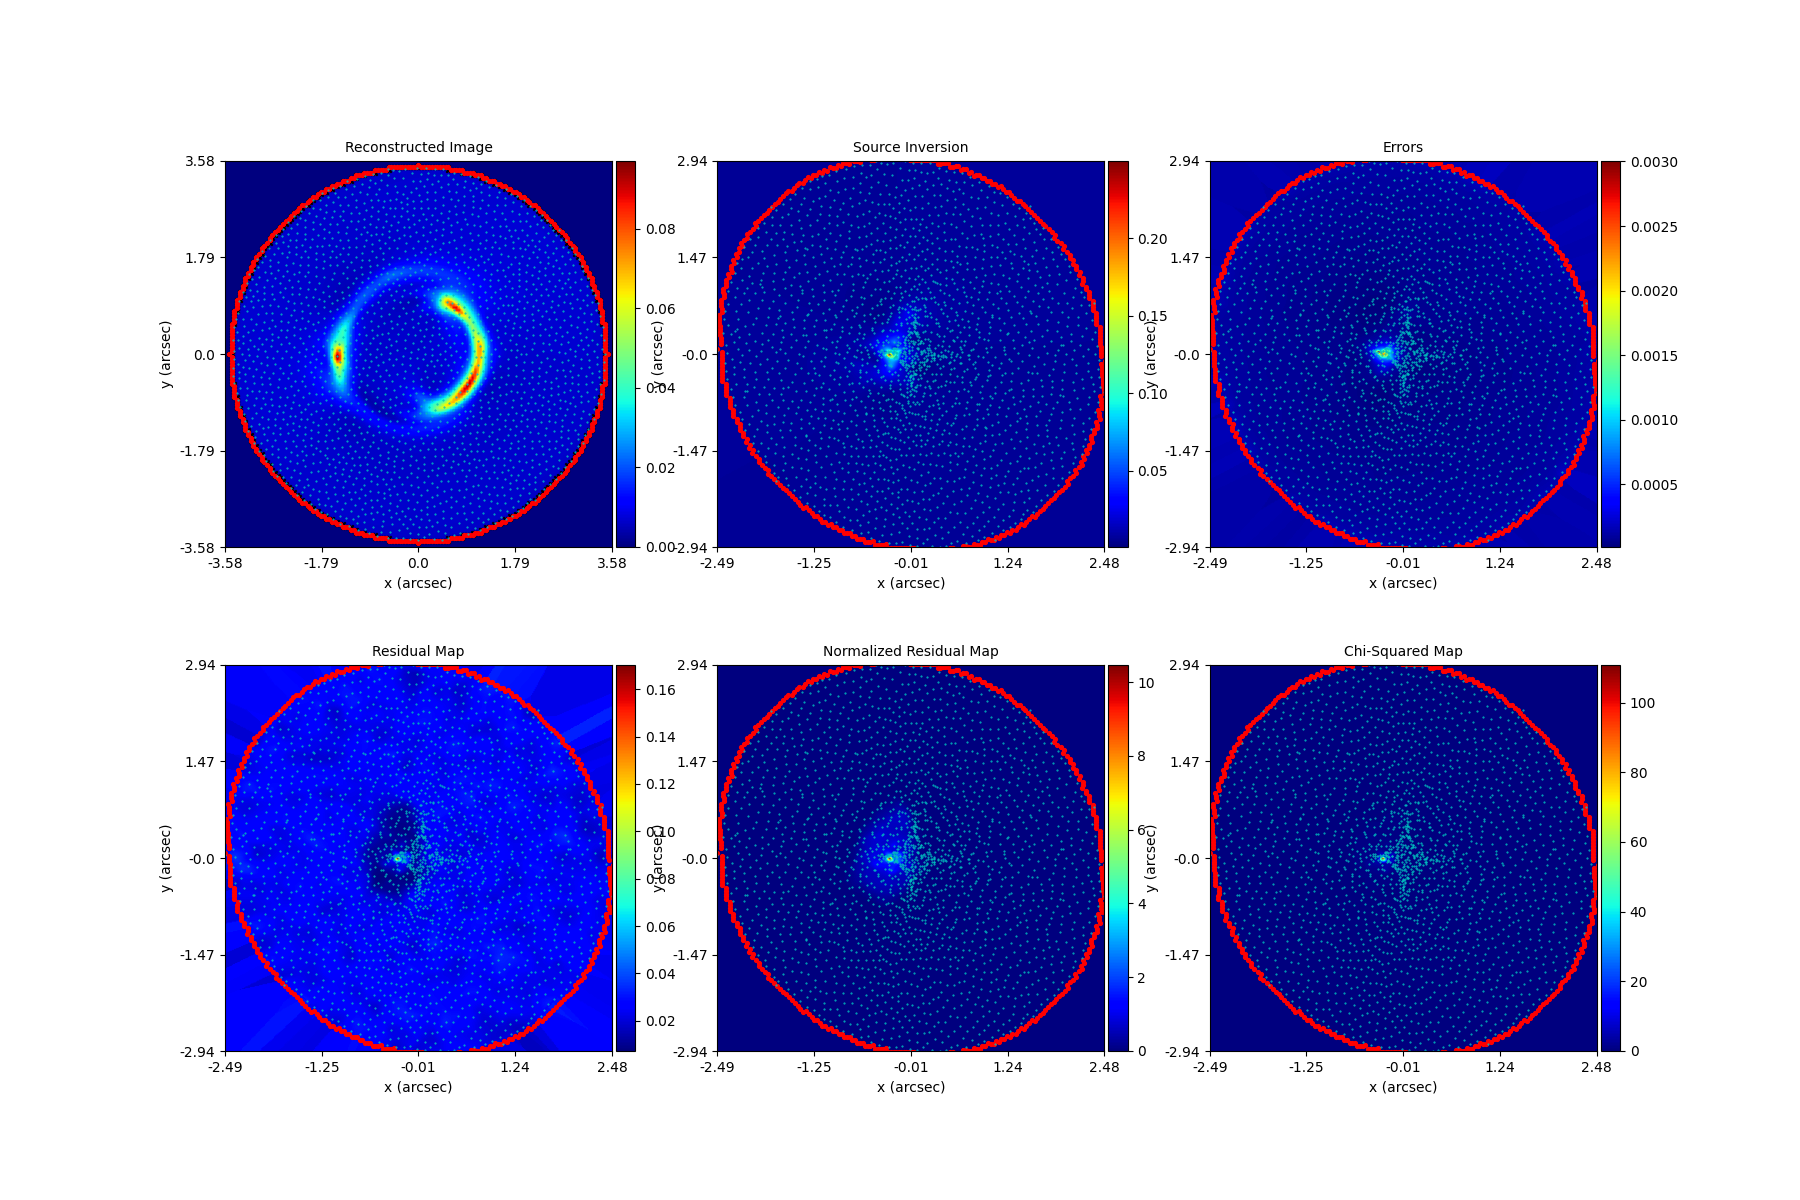 Reconstructed Image
3.58
1.79
0.0
-1.79
-3.58
y (arcsec)
-3.58 -1.79 0.0 1.79 3.58
x (arcsec)
0.08
0.06
0.04
0.02
0.00
Source Inversion
2.94
1.47
-0.0
-1.47
-2.94
y (arcsec)
-2.49 -1.25 -0.01 1.24 2.48
x (arcsec)
0.20
0.15
0.10
0.05
Errors
2.94
1.47
-0.0
-1.47
-2.94
y (arcsec)
-2.49 -1.25 -0.01 1.24 2.48
x (arcsec)
0.0030
0.0025
0.0020
0.0015
0.0010
0.0005
Residual Map
2.94
1.47
-0.0
-1.47
-2.94
y (arcsec)
-2.49 -1.25 -0.01 1.24 2.48
x (arcsec)
0.16
0.14
0.12
0.10
0.08
0.06
0.04
0.02
Normalized Residual Map
2.94
1.47
-0.0
-1.47
-2.94
y (arcsec)
-2.49 -1.25 -0.01 1.24 2.48
x (arcsec)
10
8
6
4
2
0
Chi-Squared Map
2.94
1.47
-0.0
-1.47
-2.94
y (arcsec)
-2.49 -1.25 -0.01 1.24 2.48
x (arcsec)
100
80
60
40
20
0